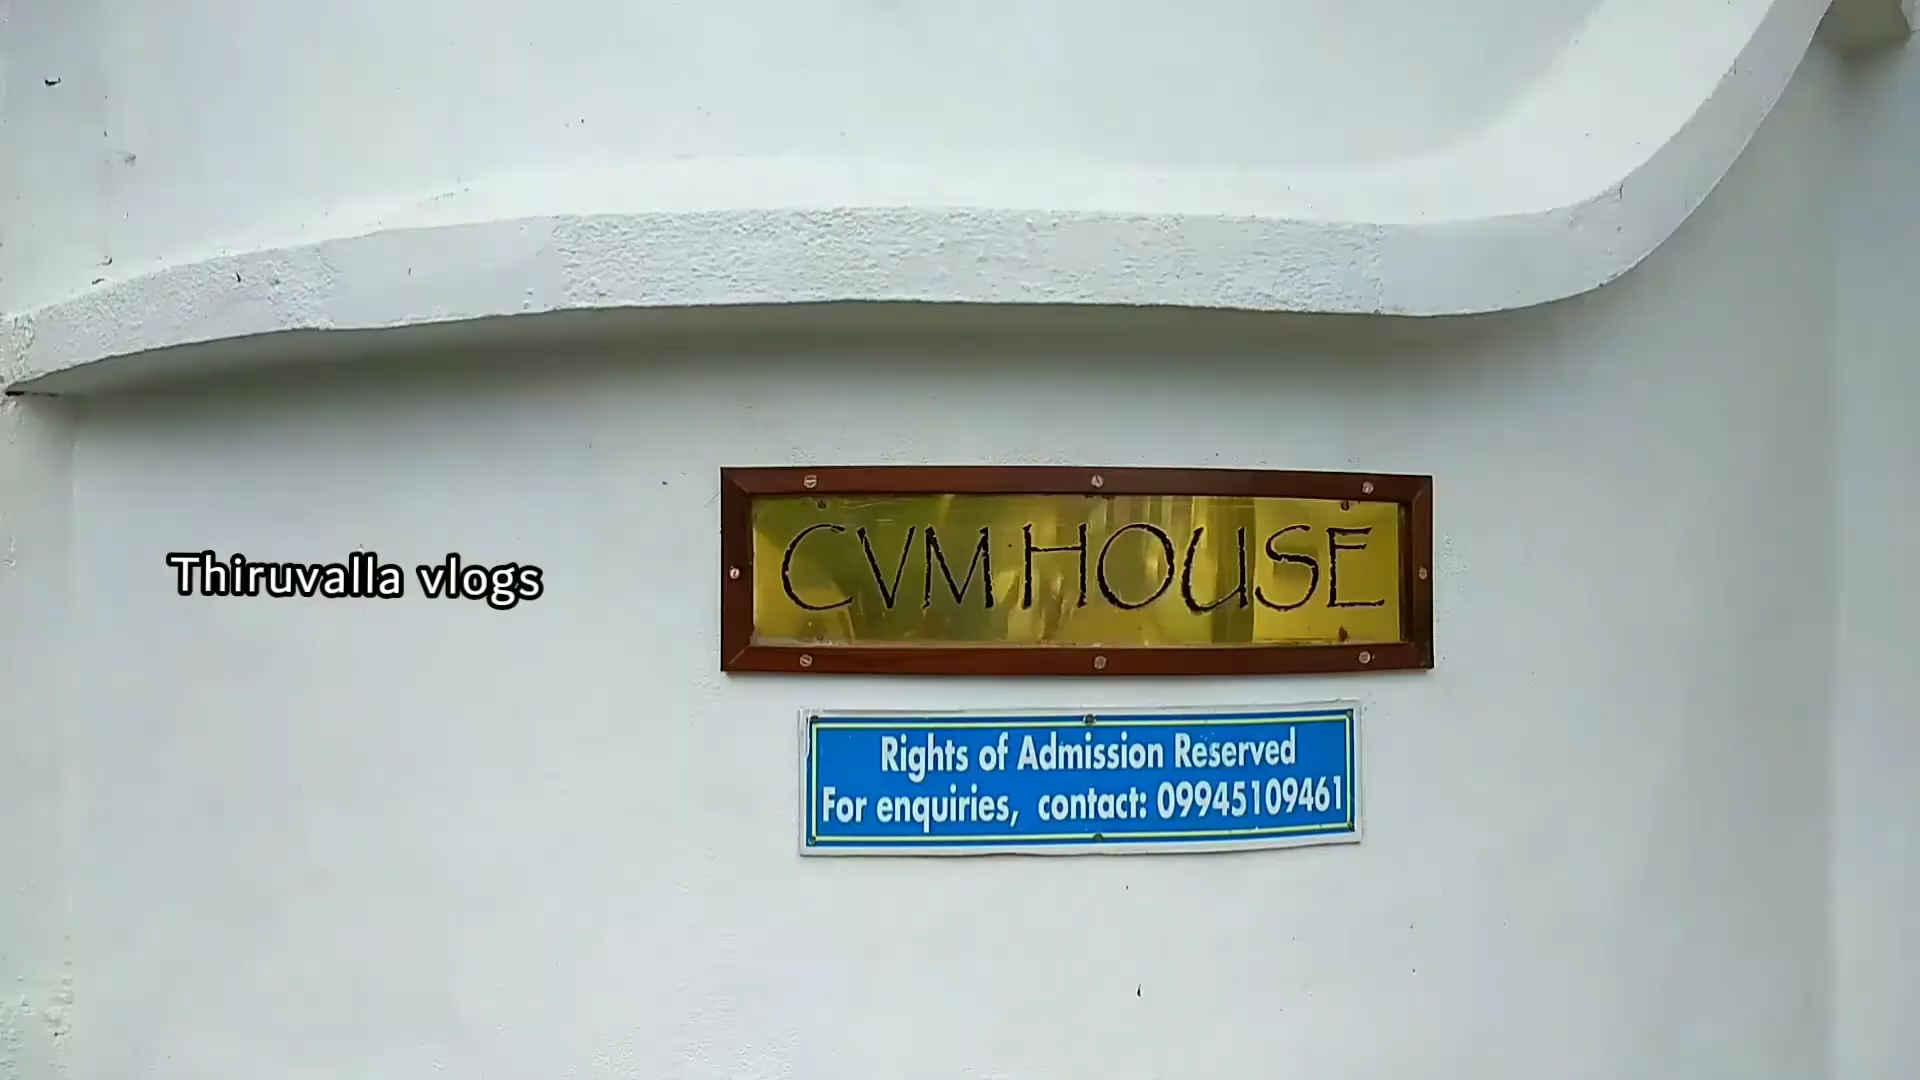 Thiruvalla vlogs
CVM HOUSE
Rights of Admission Reserved
For enquiries, contact: 09945109461